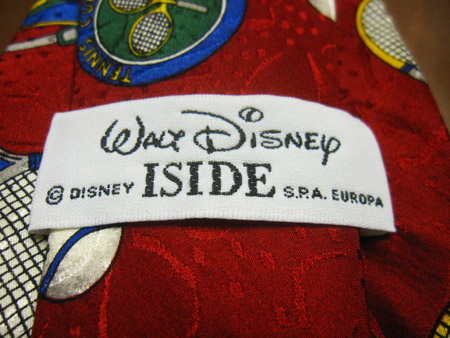 TENNIS
WALT DISNEY
© DISNEY ISIDE S.P.A. EUROPA